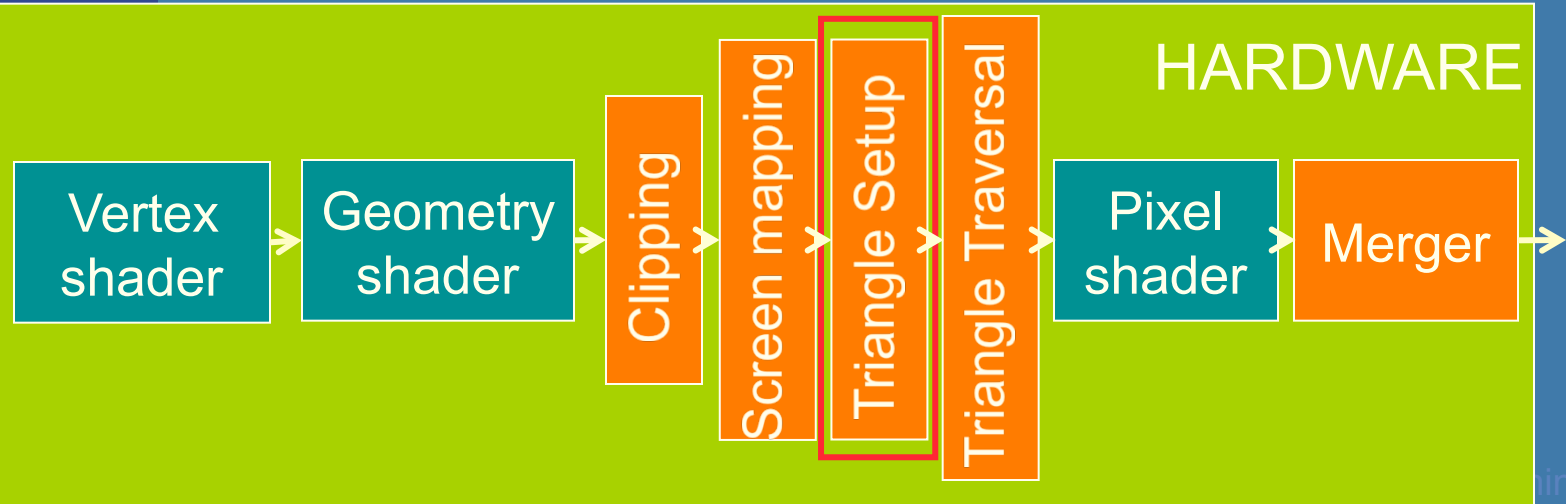 HARDWARE
Vertex
shader
Geometry
shader
Clipping
Screen mapping
Triangle Setup
Triangle Traversal
Pixel
shader
Merger